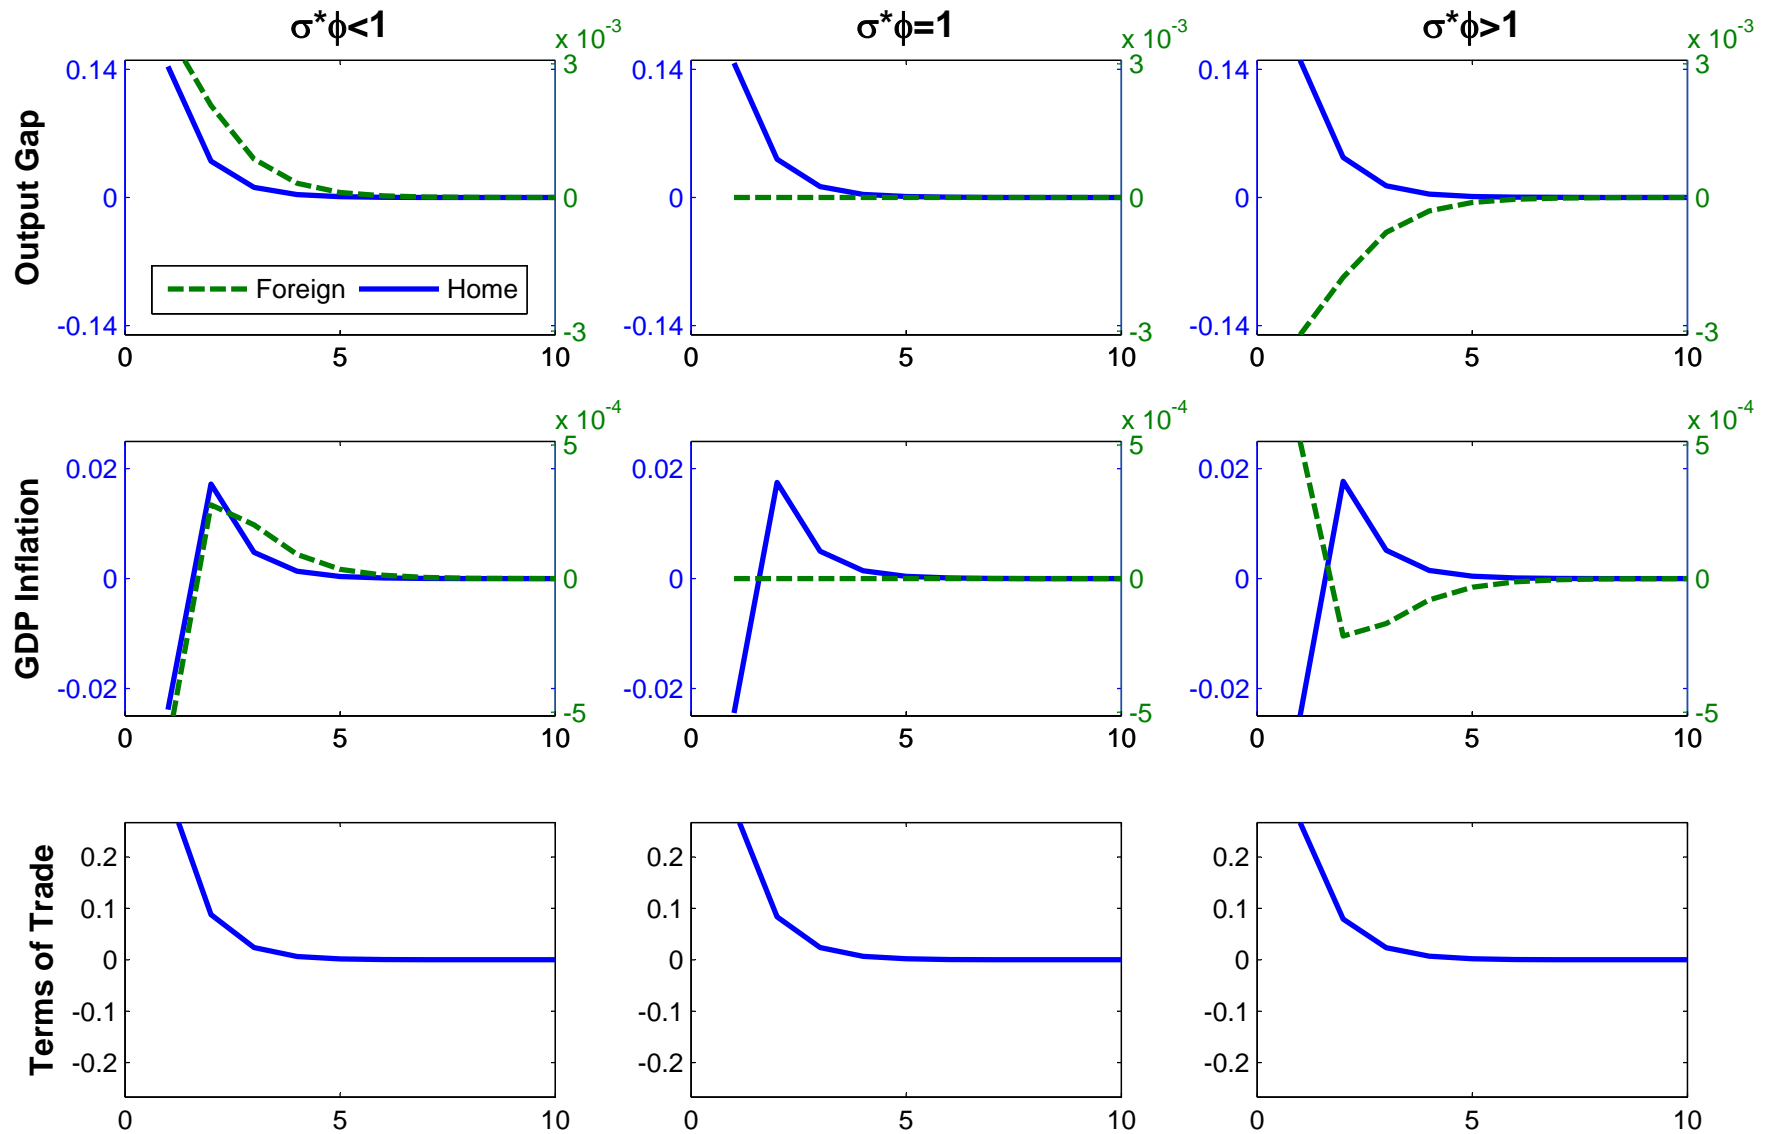 σ*ϕ<1
σ*ϕ=1
σ*ϕ>1
Output Gap
x 10^-3
0.14
0
-0.14
3
0
-3
Foreign
Home
0 5 10
x 10^-3
0.14
0
-0.14
3
0
-3
0 5 10
x 10^-3
0.14
0
-0.14
3
0
-3
0 5 10
GDP Inflation
x 10^-4
0.02
0
-0.02
5
0
-5
0 5 10
x 10^-4
0.02
0
-0.02
5
0
-5
0 5 10
x 10^-4
0.02
0
-0.02
5
0
-5
0 5 10
Terms of Trade
0.2
0.1
0
-0.1
-0.2
0 5 10
0.2
0.1
0
-0.1
-0.2
0 5 10
0.2
0.1
0
-0.1
-0.2
0 5 10